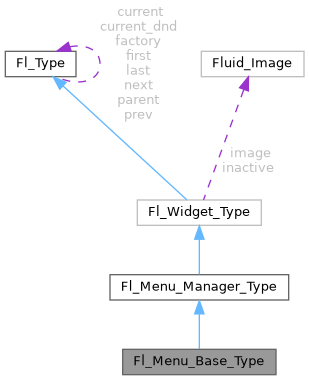 current
current_dnd
factory
first
last
next
parent
prev
Fl_Type
Fluid_Image
image
inactive
Fl_Widget_Type
Fl_Menu_Manager_Type
Fl_Menu_Base_Type